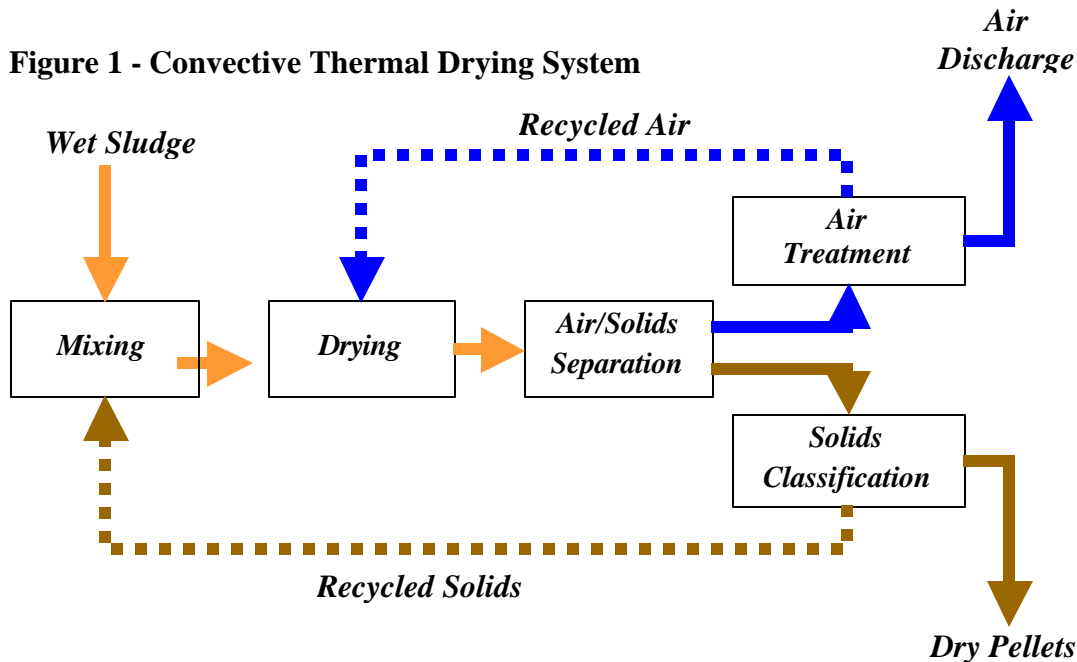 Air
Discharge
Figure 1 - Convective Thermal Drying System
Recycled Air
Wet Sludge
Air
Treatment
Mixing
Drying
Air/Solids
Separation
Solids
Classification
Recycled Solids
Dry Pellets